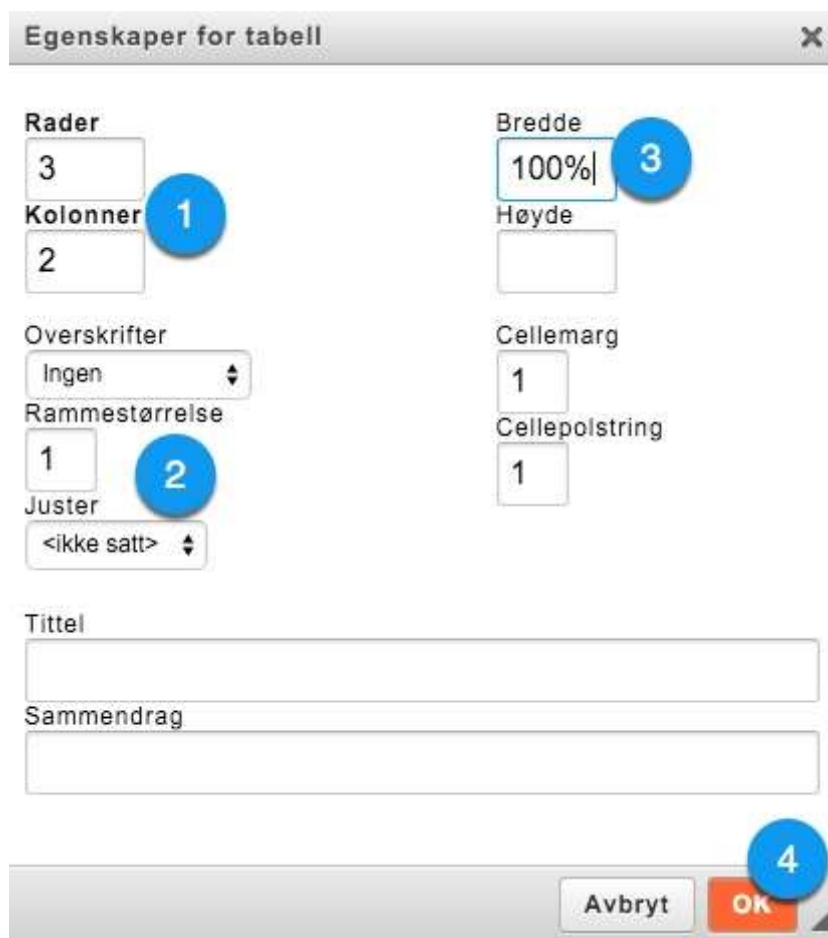 Egenskaper for tabell
Rader
3
Kolonner
2
1
Bredde
100%
3
Høyde
Overskrifter
Ingen
Rammestørrelse
1
2
Juster
<ikke satt>
Cellemarg
1
Cellepolstring
1
Tittel
Sammendrag
4
Avbryt
OK